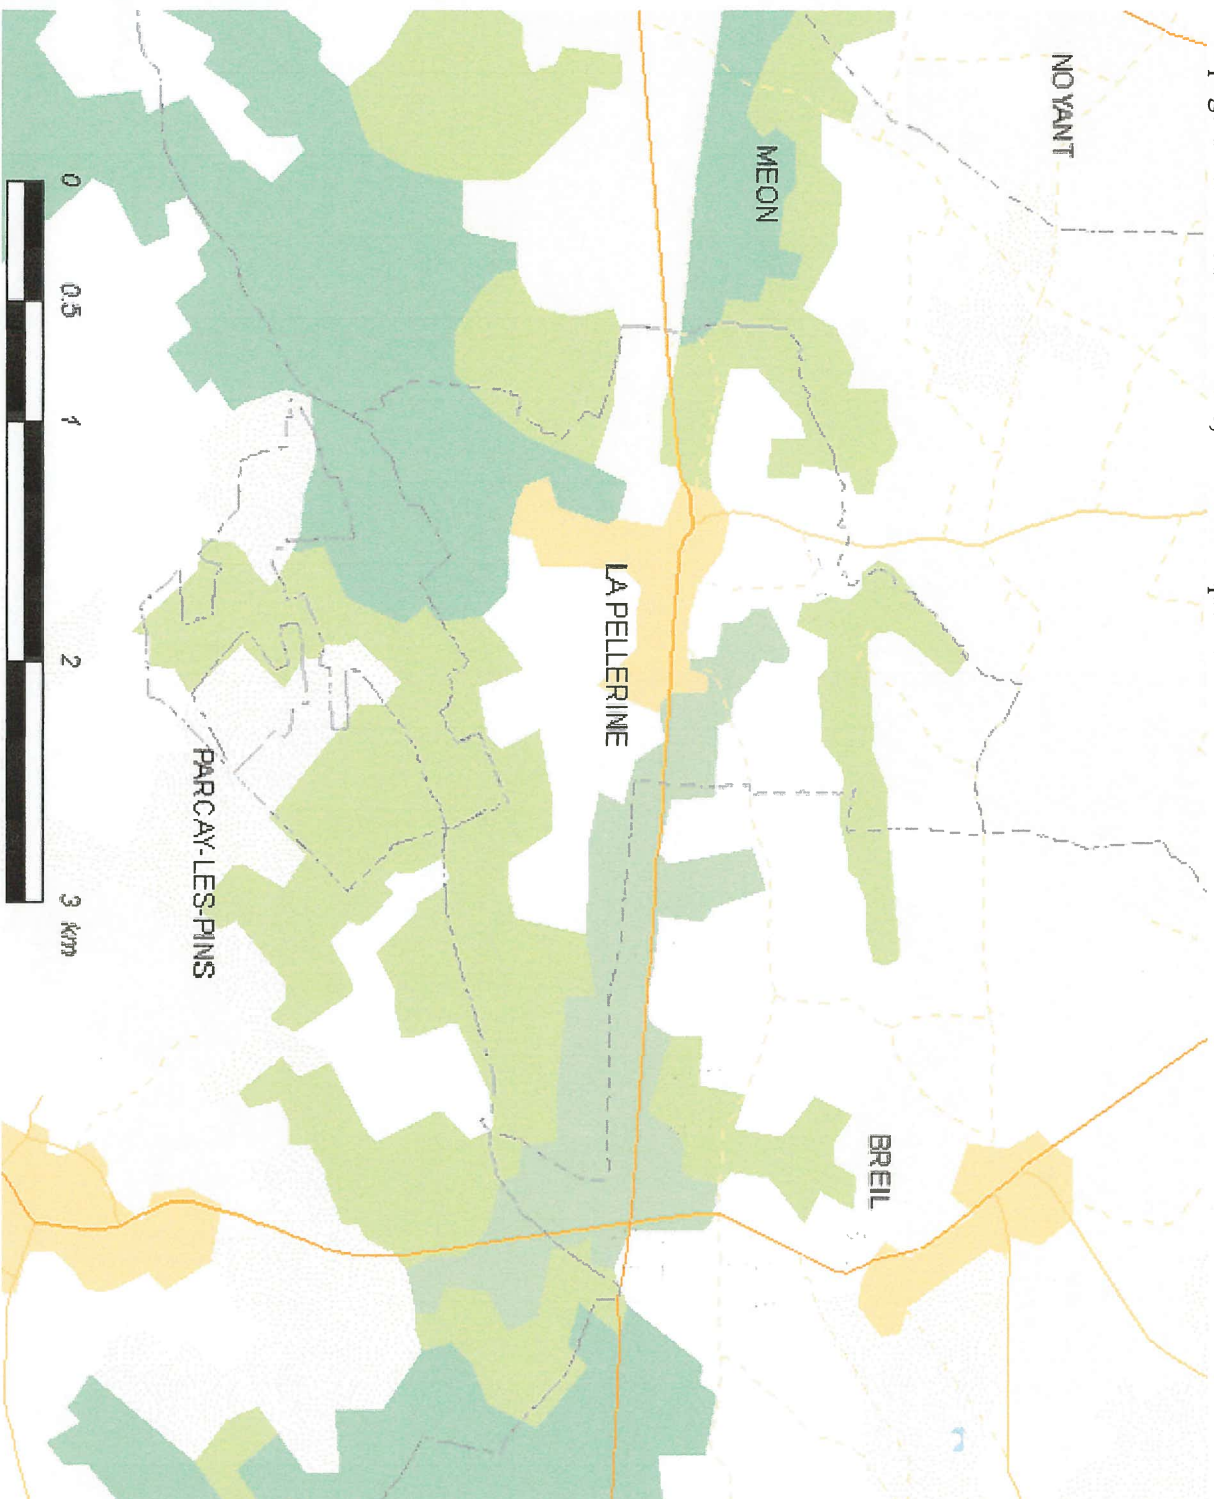 NOYANT
MEON
BREIL
LA PELLERINE
PARCAY-LES-PINS
0 0.5 1 2 3 km